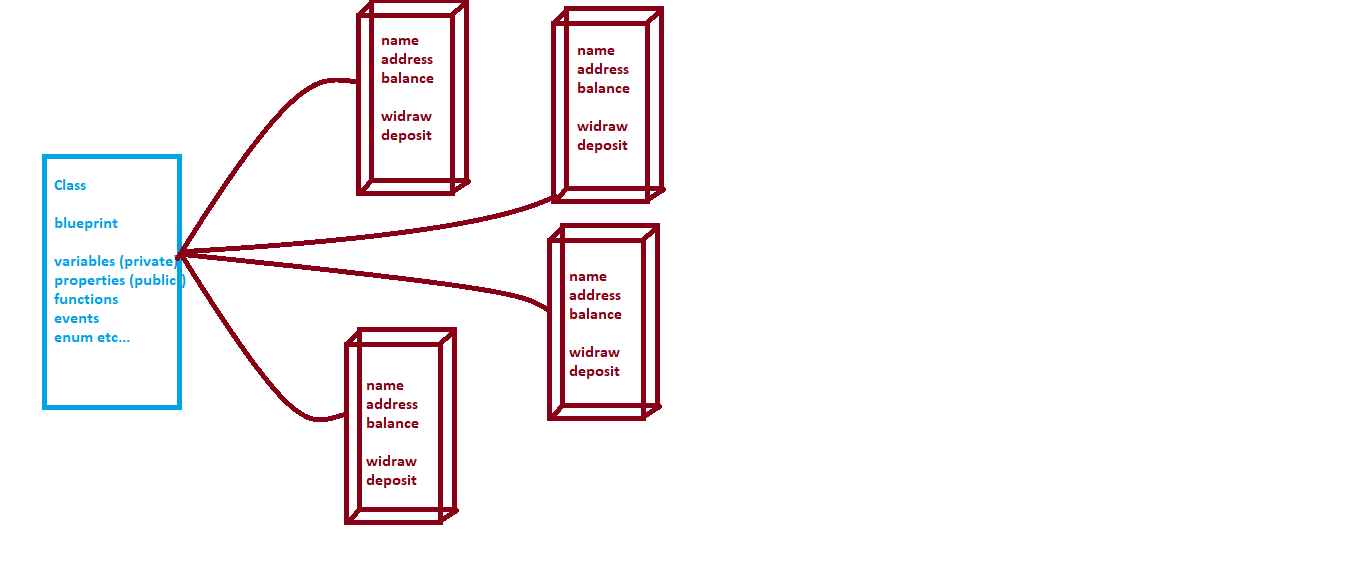 Class
blueprint
variables (private)
properties (public)
functions
events
enum etc...
name
address
balance
widraw
deposit
name
address
balance
widraw
deposit
name
address
balance
widraw
deposit
name
address
balance
widraw
deposit